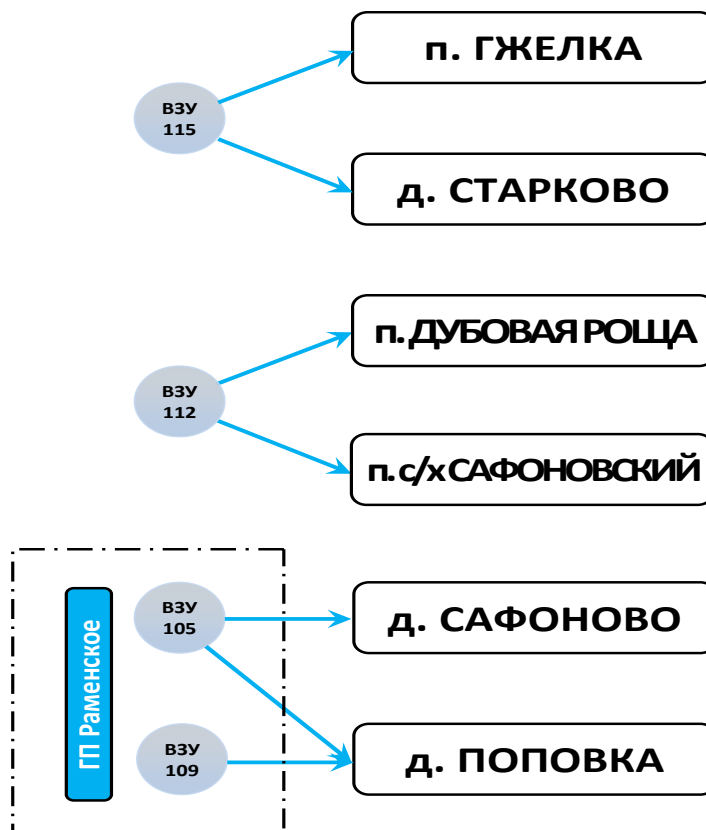 п. ГЖЕЛКА
ВЗУ
115
д. СТАРКОВО
п. ДУБОВАЯ РОЩА
ВЗУ
112
п. с/х САФОНОВСКИЙ
ГП Раменское
ВЗУ
105
д. САФОНОВО
ВЗУ
109
д. ПОПОВКА